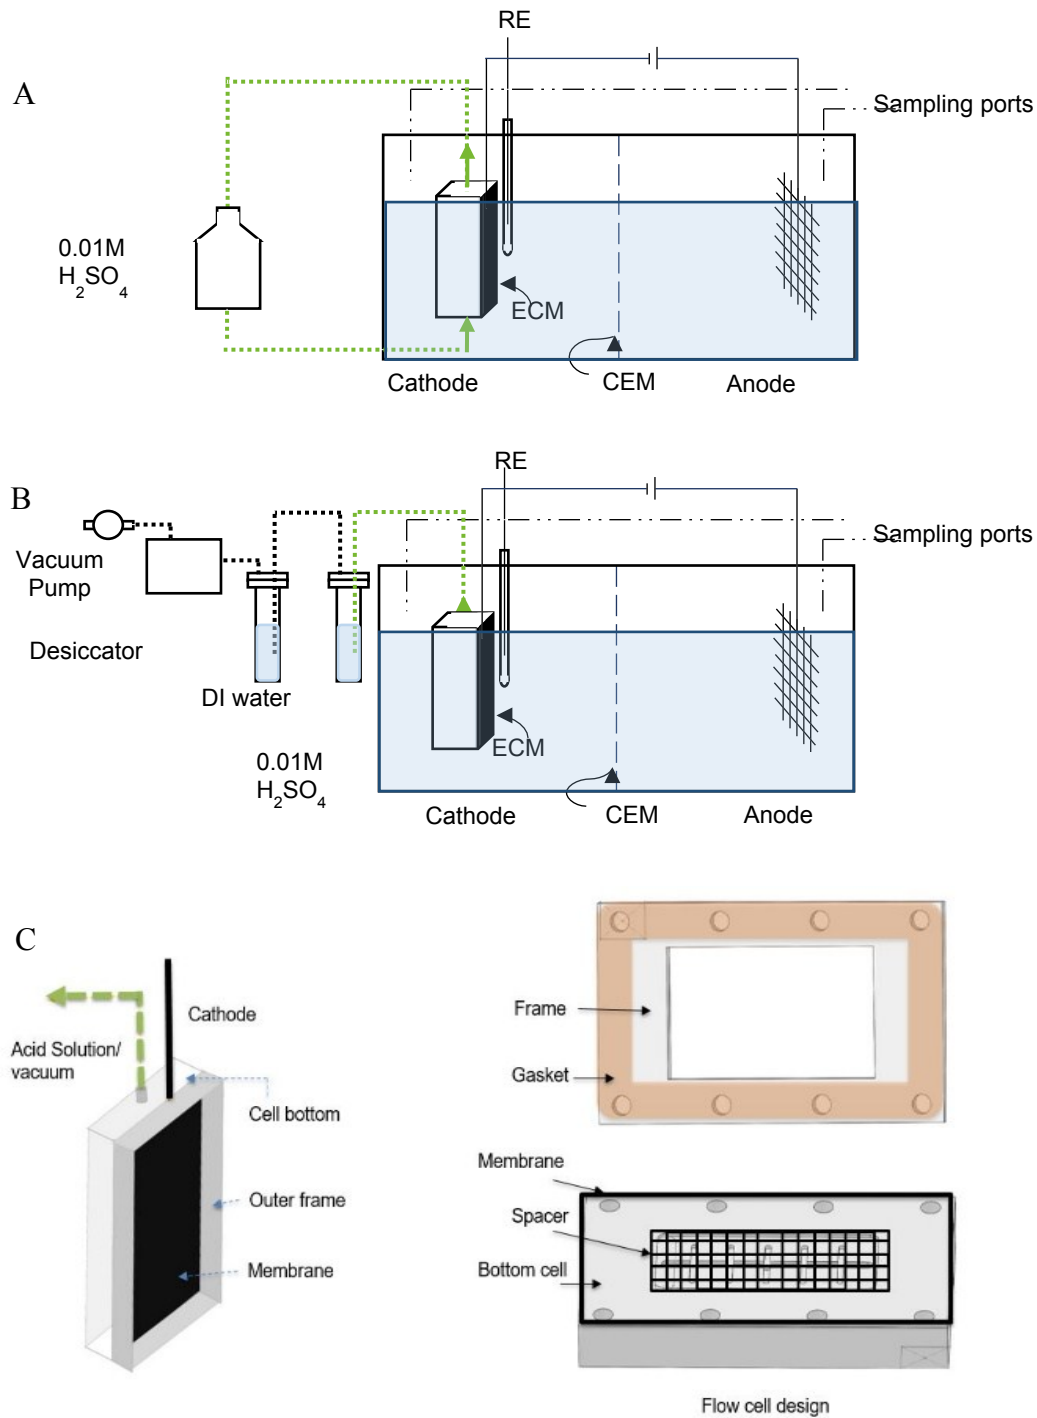 A
RE
Sampling ports
0.01M
H₂SO₄
ECM
Cathode
CEM
Anode
B
RE
Sampling ports
Vacuum
Pump
Desiccator
DI water
0.01M
H₂SO₄
ECM
Cathode
CEM
Anode
C
Cathode
Acid Solution/
vacuum
Cell bottom
Outer frame
Membrane
Frame
Gasket
Membrane
Spacer
Bottom cell
Flow cell design